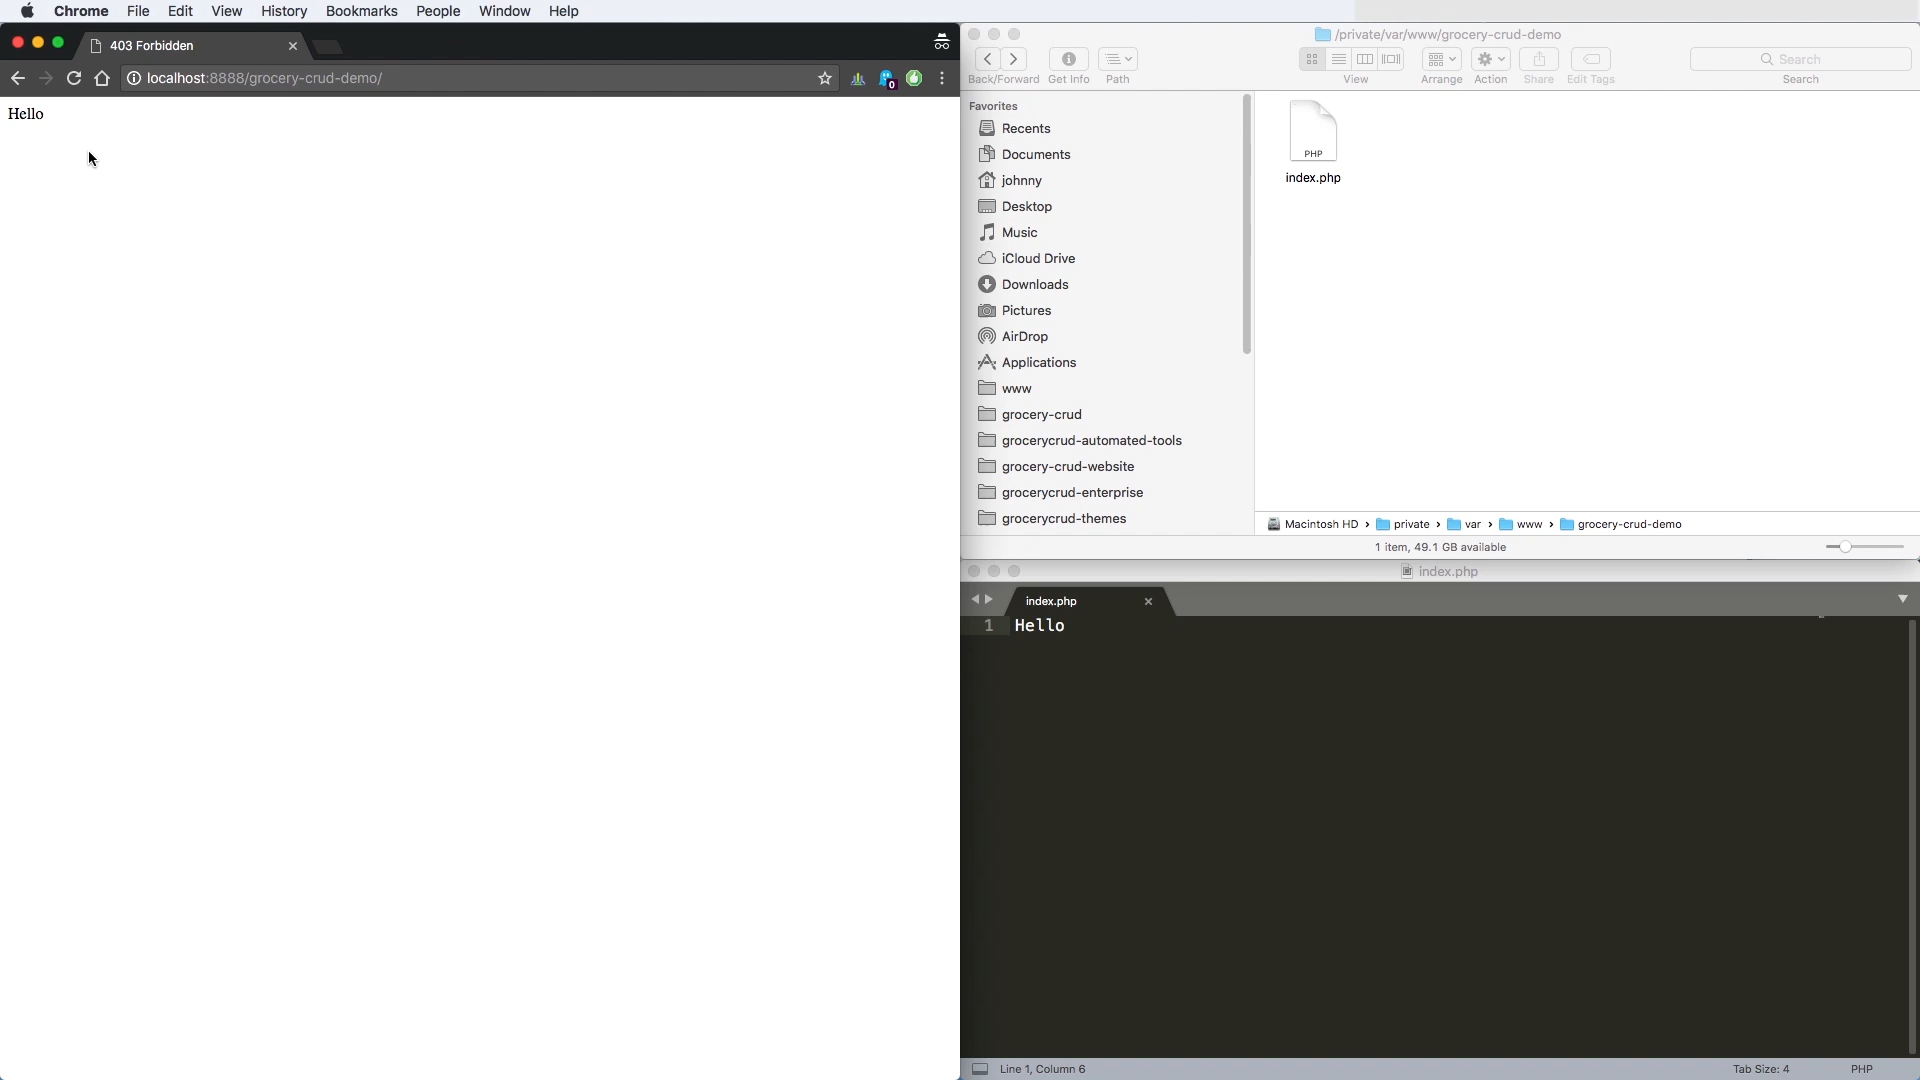 Chrome File Edit View History Bookmarks People Window Help
403 Forbidden
localhost:8888/grocery-crud-demo/
0
Hello
/private/var/www/grocery-crud-demo
Search
Back/Forward Get Info Path View Arrange Action Share Edit Tags Search
Favorites
Recents
Documents
johnny
Desktop
Music
iCloud Drive
Downloads
Pictures
AirDrop
Applications
www
grocery-crud
grocerycrud-automated-tools
grocery-crud-website
grocerycrud-enterprise
grocerycrud-themes
PHP
index.php
Macintosh HD › private › var › www › grocery-crud-demo
1 item, 49.1 GB available
index.php
index.php
1 Hello
Line 1, Column 6 Tab Size: 4 PHP